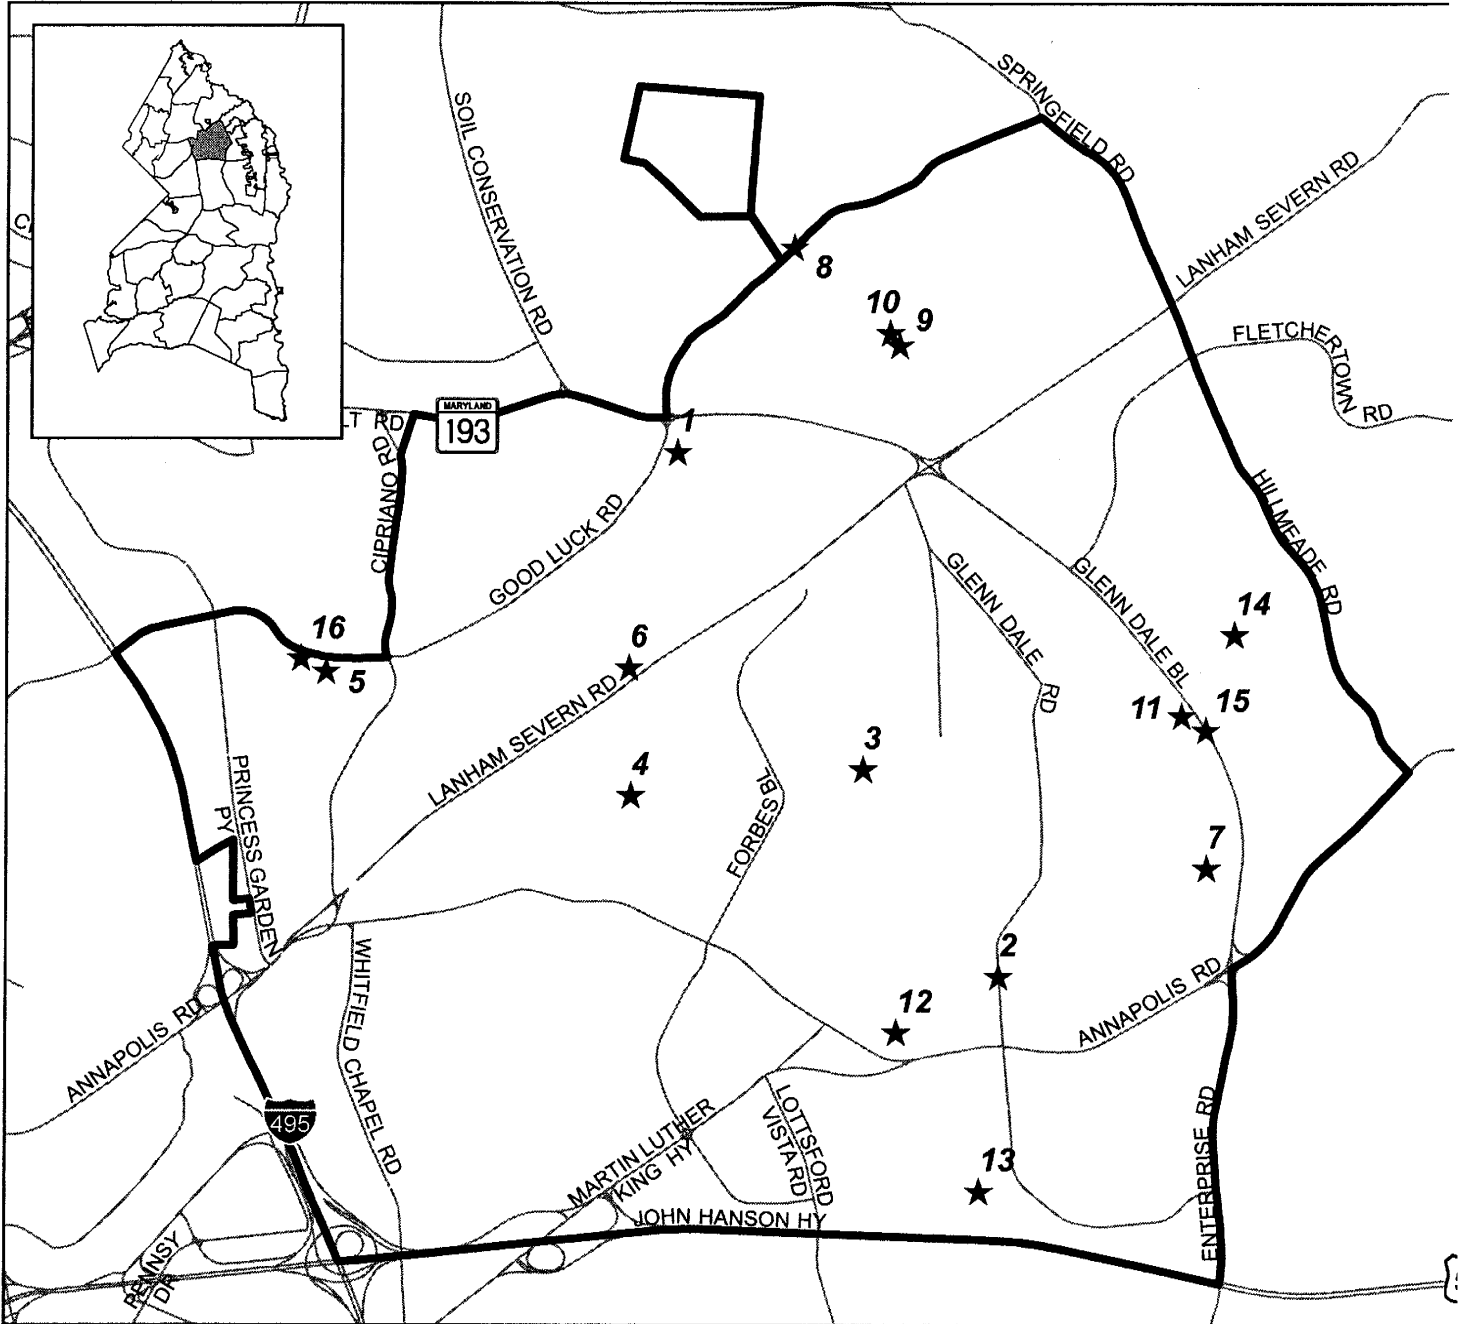 SPRINGFIELD RD
SOIL CONSERVATION RD
LANHAM SEVERN RD
8
10
9
FLETCHERTOWN RD
LT RD
MARYLAND
193
1
CIPRIANO RD
GOOD LUCK RD
HILLMEADE RD
GLENN DALE RD
GLENN DALE BL
14
16
5
6
LANHAM SEVERN RD
11
15
3
4
PRINCESS GARDEN
PY
FORBES BL
7
2
12
ANNAPOLIS RD
ANNAPOLIS RD
WHITFIELD CHAPEL RD
495
LOTTSFORD
VISTA RD
MARTIN LUTHER
KING HY
ENTERPRISE RD
13
JOHN HANSON HY
PENNSY
DR